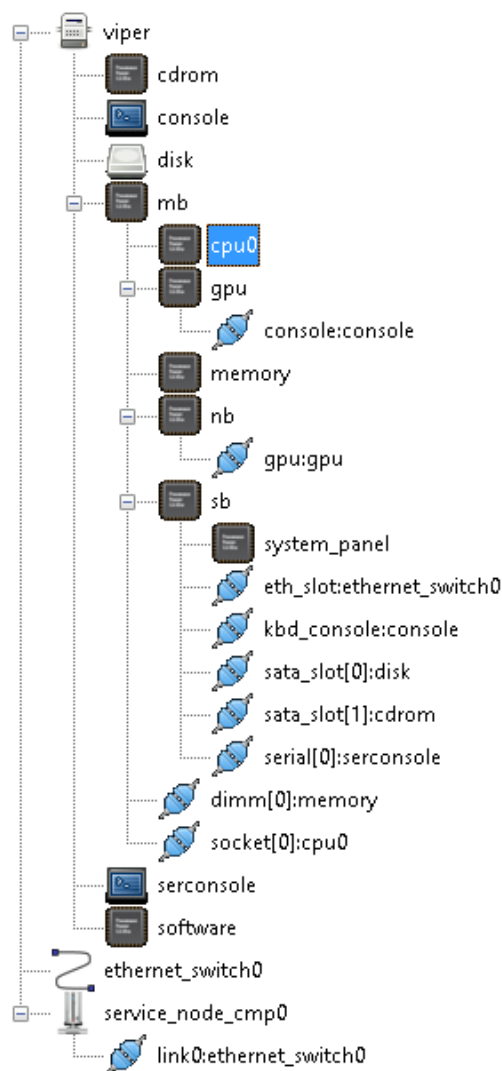 viper
cdrom
console
disk
mb
cpu0
gpu
console:console
memory
nb
gpu:gpu
sb
system_panel
eth_slot:ethernet_switch0
kbd_console:console
sata_slot[0]:disk
sata_slot[1]:cdrom
serial[0]:serconsole
dimm[0]:memory
socket[0]:cpu0
serconsole
software
ethernet_switch0
service_node_cmp0
link0:ethernet_switch0